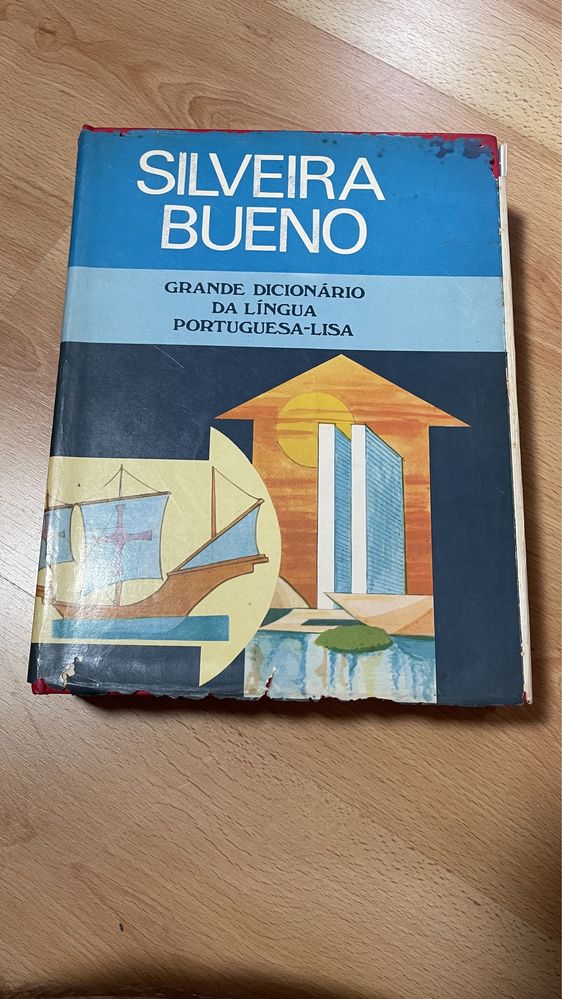 SILVEIRA
BUENO
GRANDE DICIONÁRIO
DA LÍNGUA
PORTUGUESA-LISA